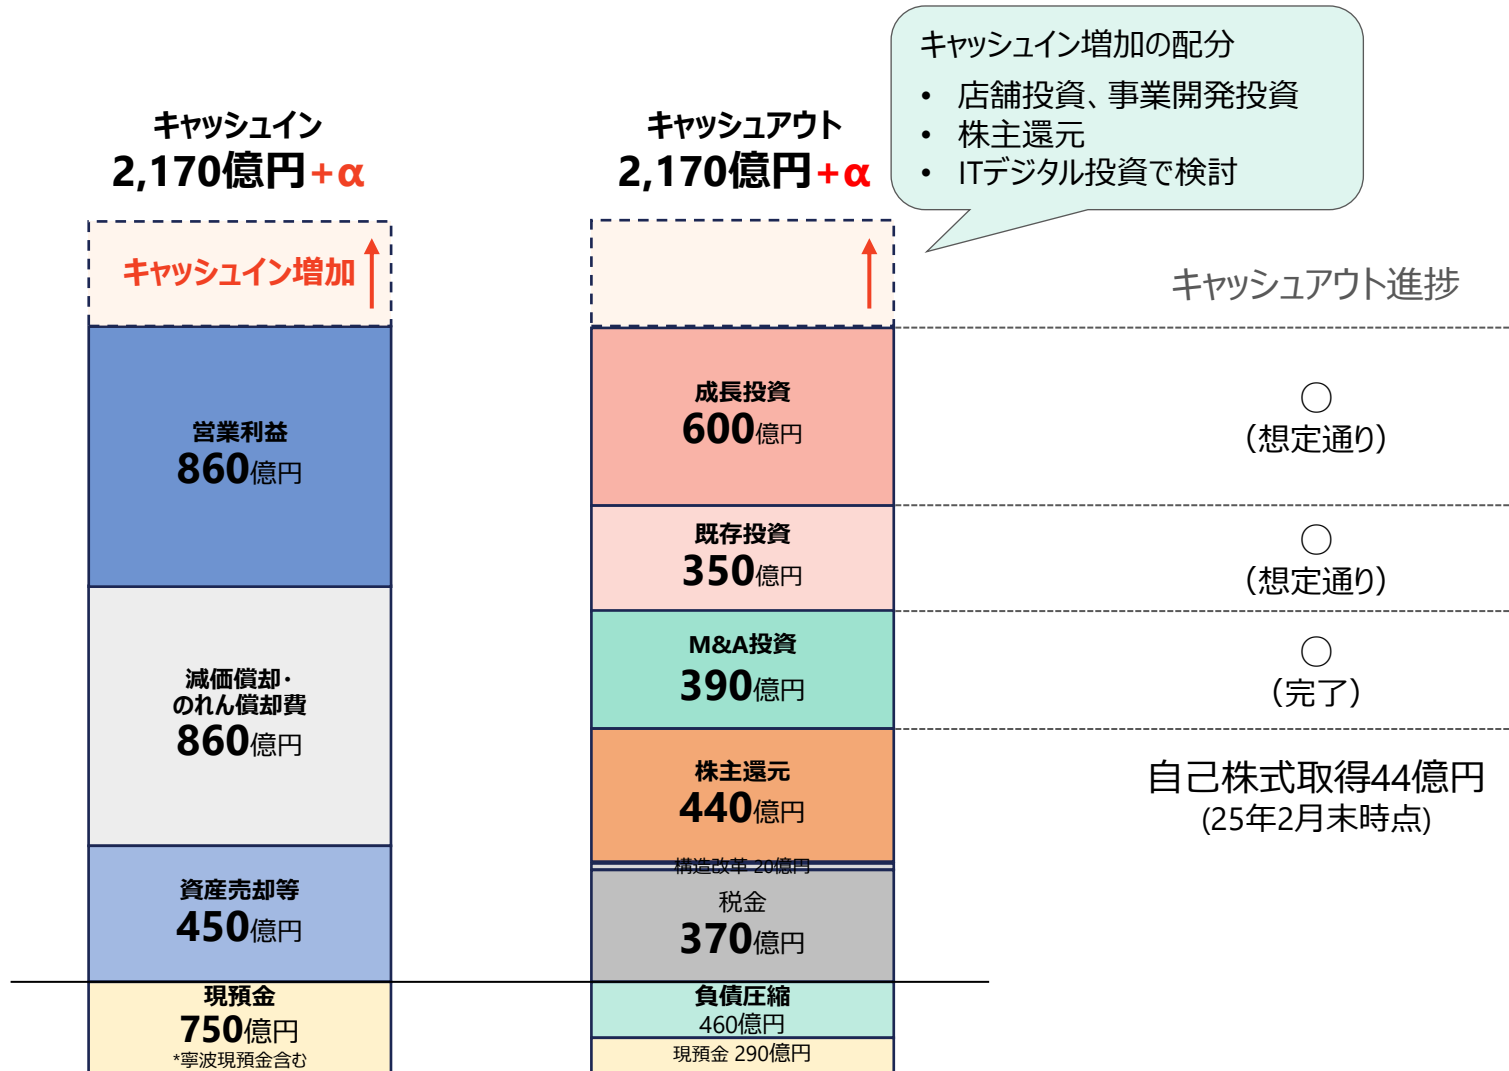 キャッシュイン増加の配分
• 店舗投資、事業開発投資
• 株主還元
• ITデジタル投資で検討
キャッシュイン
2,170億円+α
キャッシュイン増加
営業利益
860億円
減価償却・
のれん償却費
860億円
資産売却等
450億円
現預金
750億円
*寧波現預金含む
キャッシュアウト
2,170億円+α
成長投資
600億円
既存投資
350億円
M&A投資
390億円
株主還元
440億円
構造改革 20億円
税金
370億円
負債圧縮
460億円
現預金 290億円
キャッシュアウト進捗
○
（想定通り）
○
（想定通り）
○
（完了）
自己株式取得44億円
(25年2月末時点)